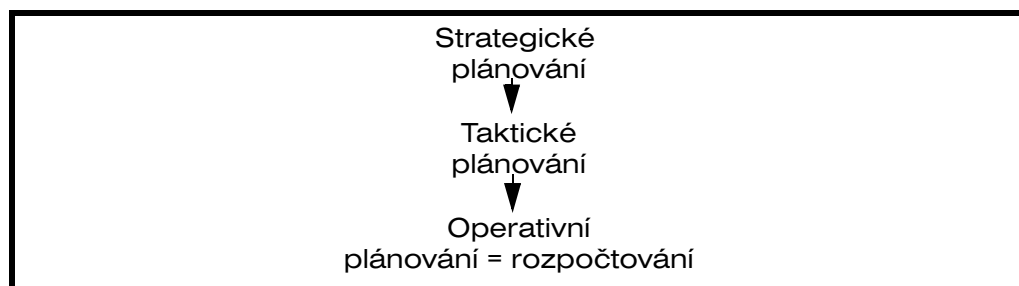 Strategické
plánování
Taktické
plánování
Operativní
plánování = rozpočtování